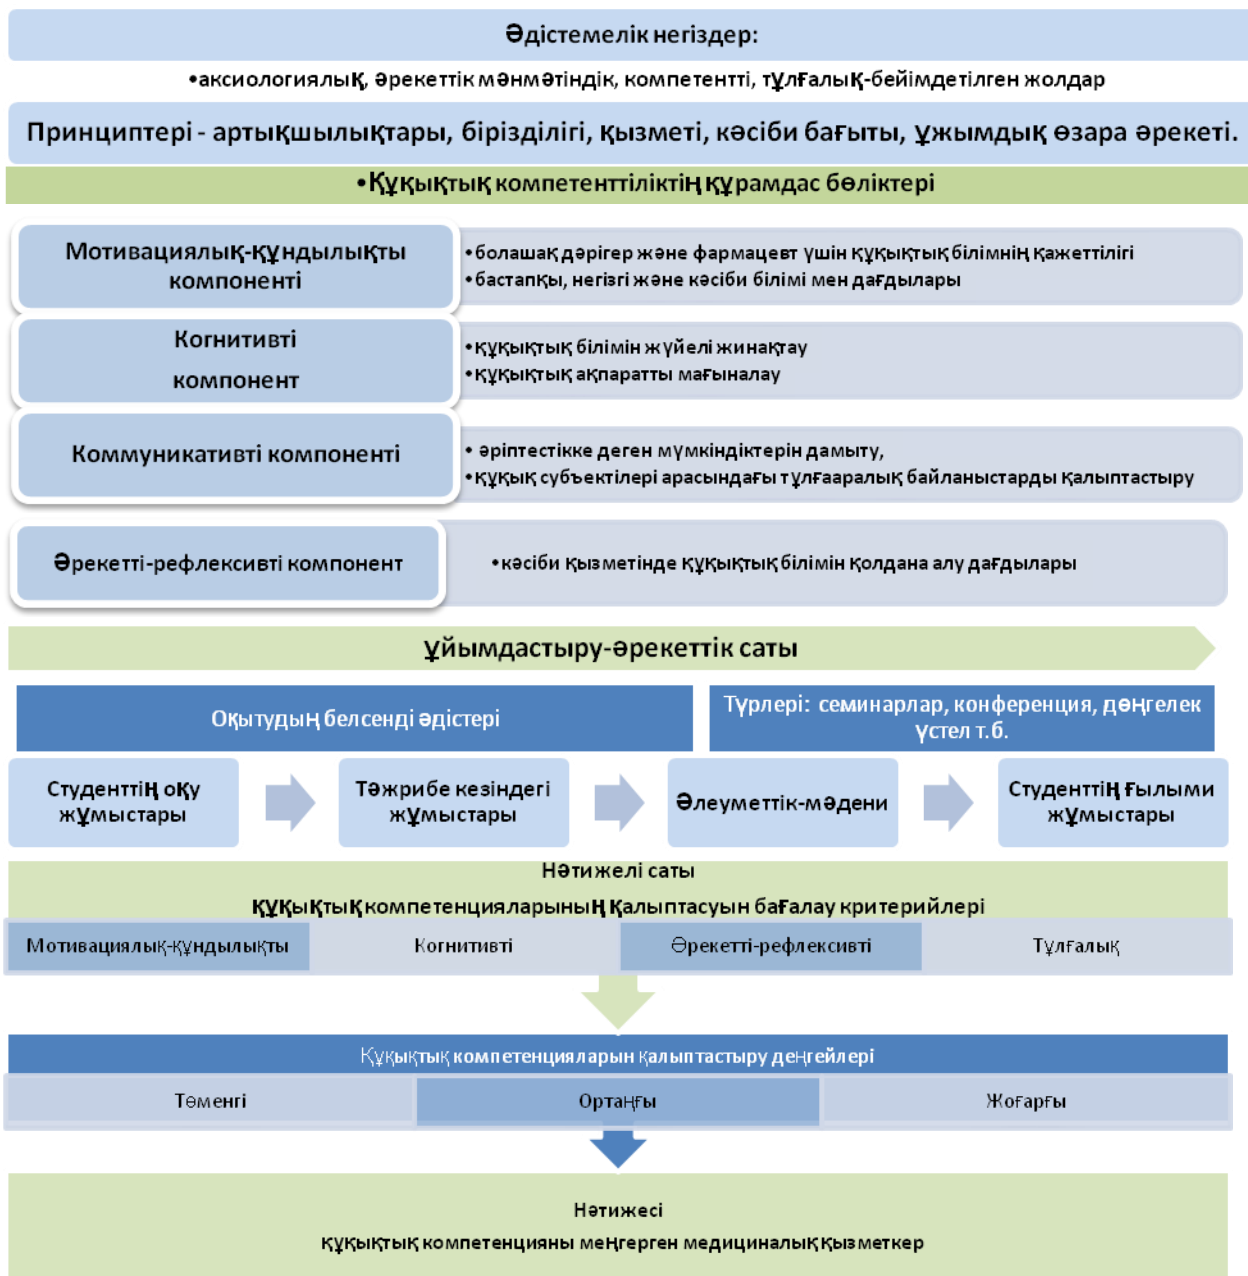 Әдістемелік негіздер:
•аксиологиялық, әрекеттік мәнмәтіндік, компетентті, тұлғалық-бейімдетілген жолдар
Принциптері - артықшылықтары, бірізділігі, қызметі, кәсіби бағыты, ұжымдық өзара әрекеті.
•Құқықтық компетенттіліктің құрамдас бөліктері
Мотивациялық-құндылықты
компоненті
•болашақ дәрігер және фармацевт үшін құқықтық білімнің қажеттілігі
•бастапқы, негізгі және кәсіби білімі мен дағдылары
Когнитивті
компонент
•құқықтық білімін жүйелі жинақтау
•құқықтық ақпаратты мағыналау
Коммуникативті компоненті
• әріптестікке деген мүмкіндіктерін дамыту,
•құқық субъектілері арасындағы тұлғааралық байланыстарды қалыптастыру
Әрекетті-рефлексивті компонент
•кәсіби қызметінде құқықтық білімін қолдана алу дағдылары
Ұйымдастыру-әрекеттік саты
Оқытудың белсенді әдістері
Түрлері: семинарлар, конференция, дөңгелек
үстел т.б.
Студенттің оқу
жұмыстары
Тәжрибе кезіндегі
жұмыстары
Әлеуметтік-мәдени
Студенттің ғылыми
жұмыстары
Нәтижелі саты
құқықтық компетенцияларының қалыптасуын бағалау критерийлері
Мотивациялық-құндылықты
Когнитивті
Әрекетті-рефлексивті
Тұлғалық
Құқықтық компетенцияларын қалыптастыру деңгейлері
Төменгі
Ортаңғы
Жоғарғы
Нәтижесі
құқықтық компетенцияны меңгерген медициналық қызметкер